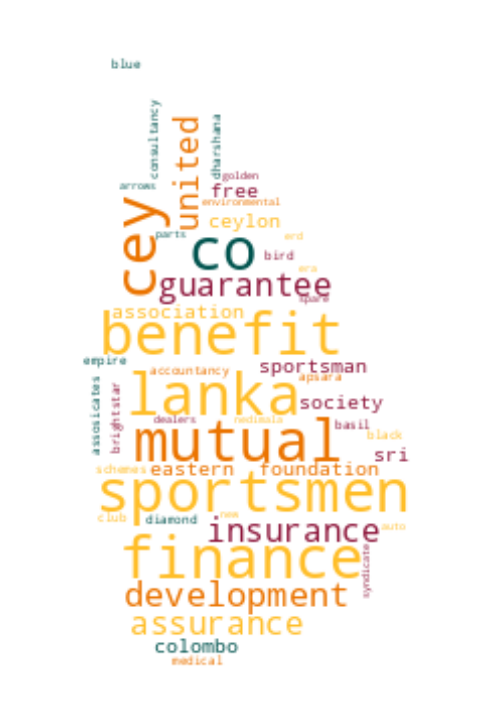 blue
consultancy
united
dharshana
golden
arrows
free
cey
environmental
ceylon
parts
erd
co
bird
era
guarantee
spare
association
benefit
empire
sportsman
accountancy
apsara
lanka
assosicates
brightstar
society
dealers
nedimala
basil
mutual
black
sri
schemes
eastern
foundation
sportsmen
club
diamond
new
insurance
auto
finance
syndicate
development
assurance
colombo
medical